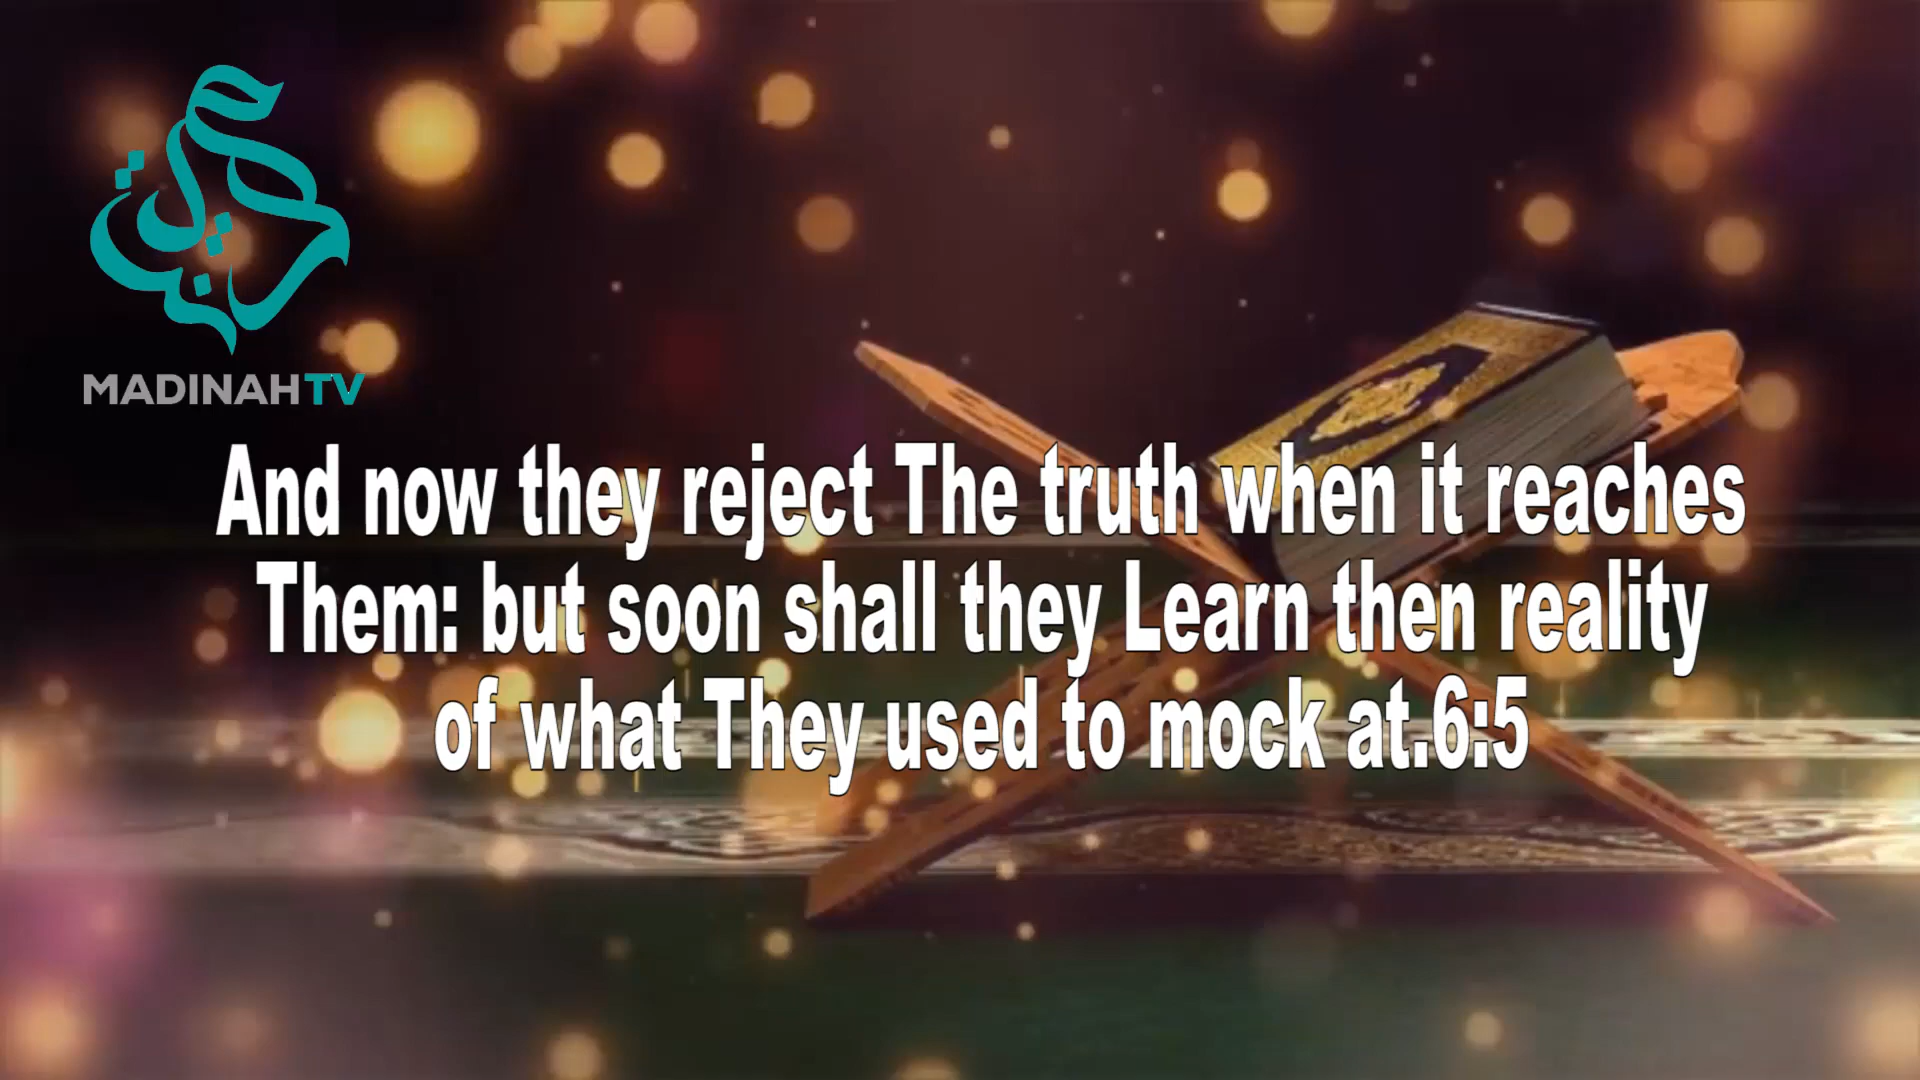 مدينة
MADINAHTV
And now they reject The truth when it reaches
Them: but soon shall they Learn then reality
of what They used to mock at.6:5